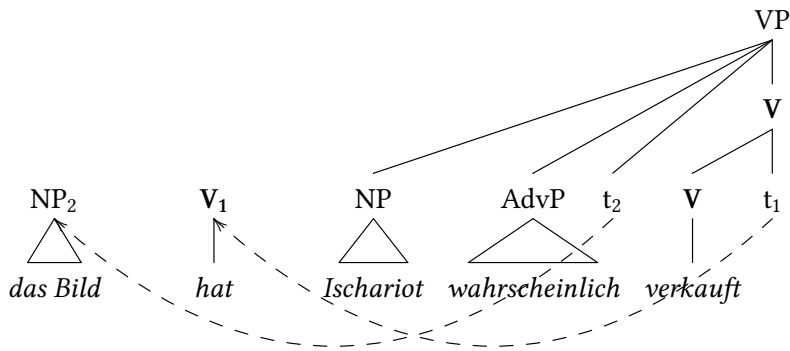 VP
V
NP₂ V₁ NP AdvP t₂ V t₁
das Bild hat Ischariot wahrscheinlich verkauft